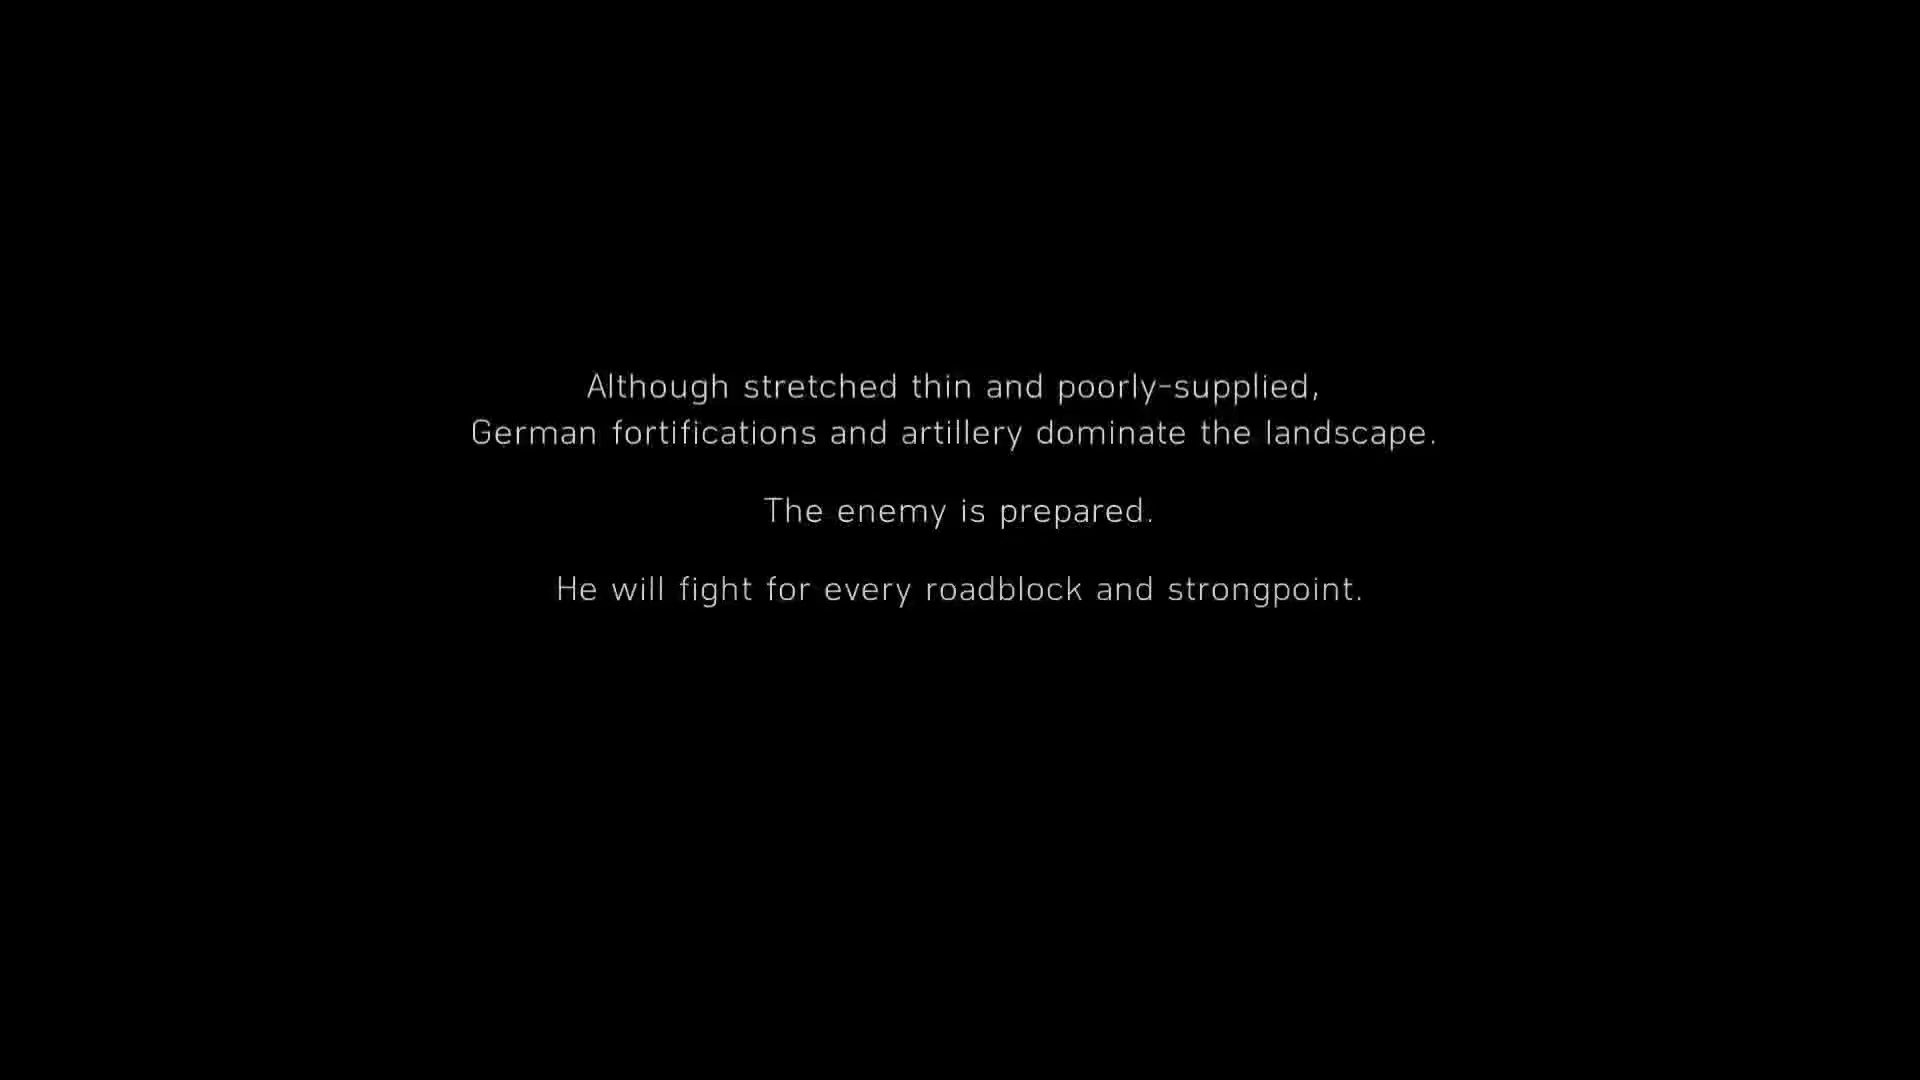 Although stretched thin and poorly-supplied,
German fortifications and artillery dominate the landscape.
The enemy is prepared.
He will fight for every roadblock and strongpoint.